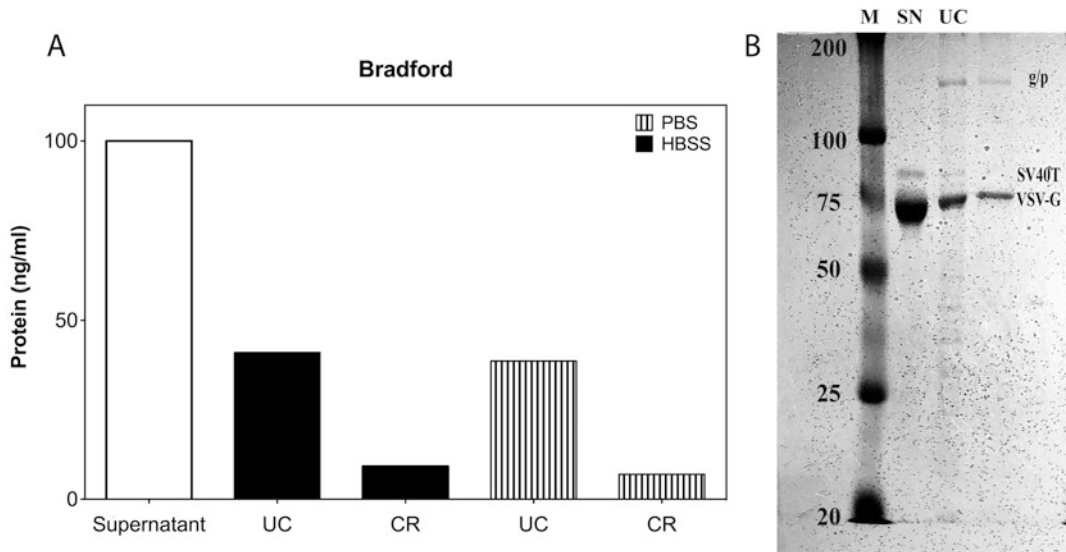 A
Bradford
PBS
HBSS
Protein (ng/ml)
100
50
0
Supernatant
UC
CR
UC
CR
B
M SN UC
200
100
75
50
25
20
g/p
SV40T
VSV-G